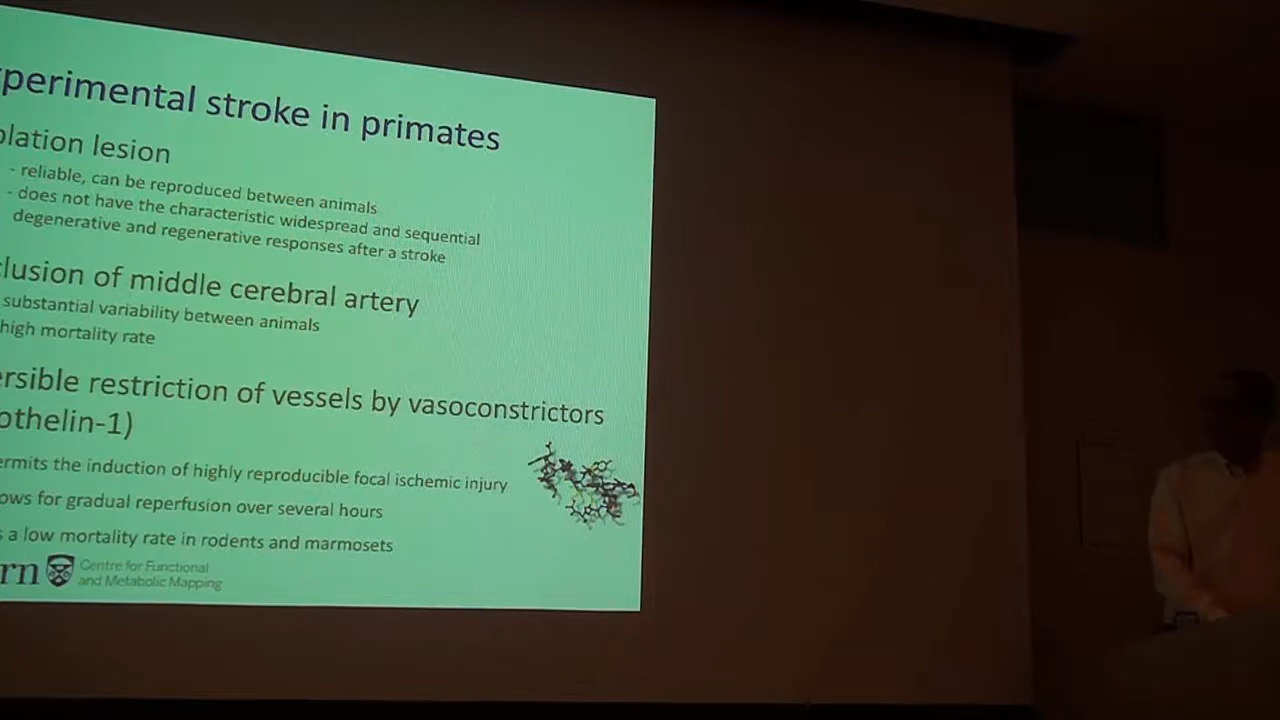 perimental stroke in primates
lation lesion
- reliable, can be reproduced between animals
- does not have the characteristic widespread and sequential
degenerative and regenerative responses after a stroke
lusion of middle cerebral artery
substantial variability between animals
high mortality rate
ersible restriction of vessels by vasoconstrictors
othelin-1)
ermits the induction of highly reproducible focal ischemic injury
ows for gradual reperfusion over several hours
s a low mortality rate in rodents and marmosets
rn Centre for Functional
and Metabolic Mapping